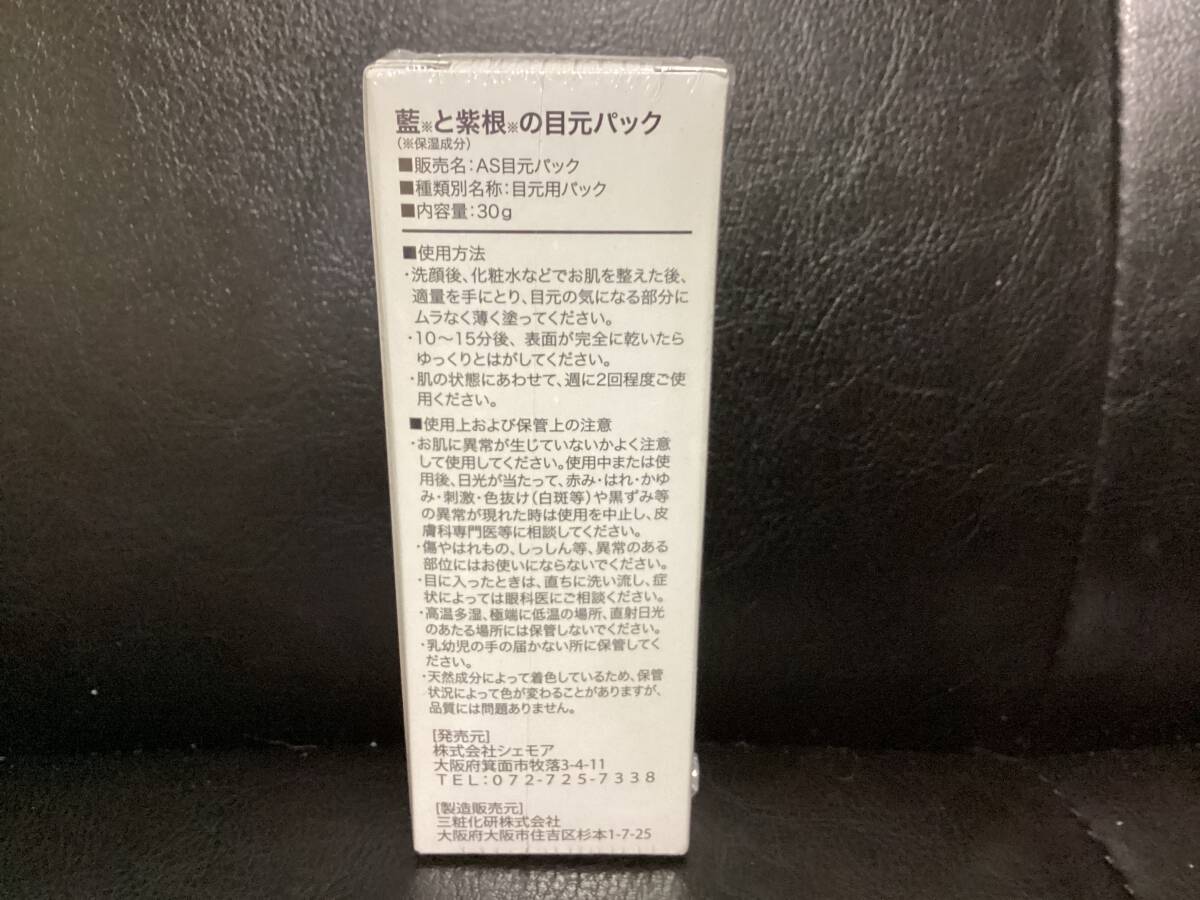 藍※と紫根※の目元パック
(※保湿成分)
■販売名:AS目元パック
■種類別名称:目元用パック
■内容量:30g
■使用方法
・洗顔後、化粧水などでお肌を整えた後、
適量を手にとり、目元の気になる部分に
ムラなく薄く塗ってください。
・10〜15分後、表面が完全に乾いたら
ゆっくりとはがしてください。
・肌の状態にあわせて、週に2回程度ご使
用ください。
■使用上および保管上の注意
・お肌に異常が生じていないかよく注意
して使用してください。使用中または使
用後、日光が当たって、赤み・はれ・かゆ
み・刺激・色抜け(白斑等)や黒ずみ等
の異常が現れた時は使用を中止し、皮
膚科専門医等に相談してください。
・傷やはれもの、しっしん等、異常のある
部位にはお使いにならないでください。
・目に入ったときは、直ちに洗い流し、症
状によっては眼科医にご相談ください。
・高温多湿、極端に低温の場所、直射日光
のあたる場所には保管しないでください。
・乳幼児の手の届かない所に保管してく
ださい。
・天然成分によって着色しているため、保管
状況によって色が変わることがありますが、
品質には問題ありません。
[発売元]
株式会社シェモア
大阪府箕面市牧落3-4-11
TEL:072-725-7338
[製造販売元]
三粧化研株式会社
大阪府大阪市住吉区杉本1-7-25